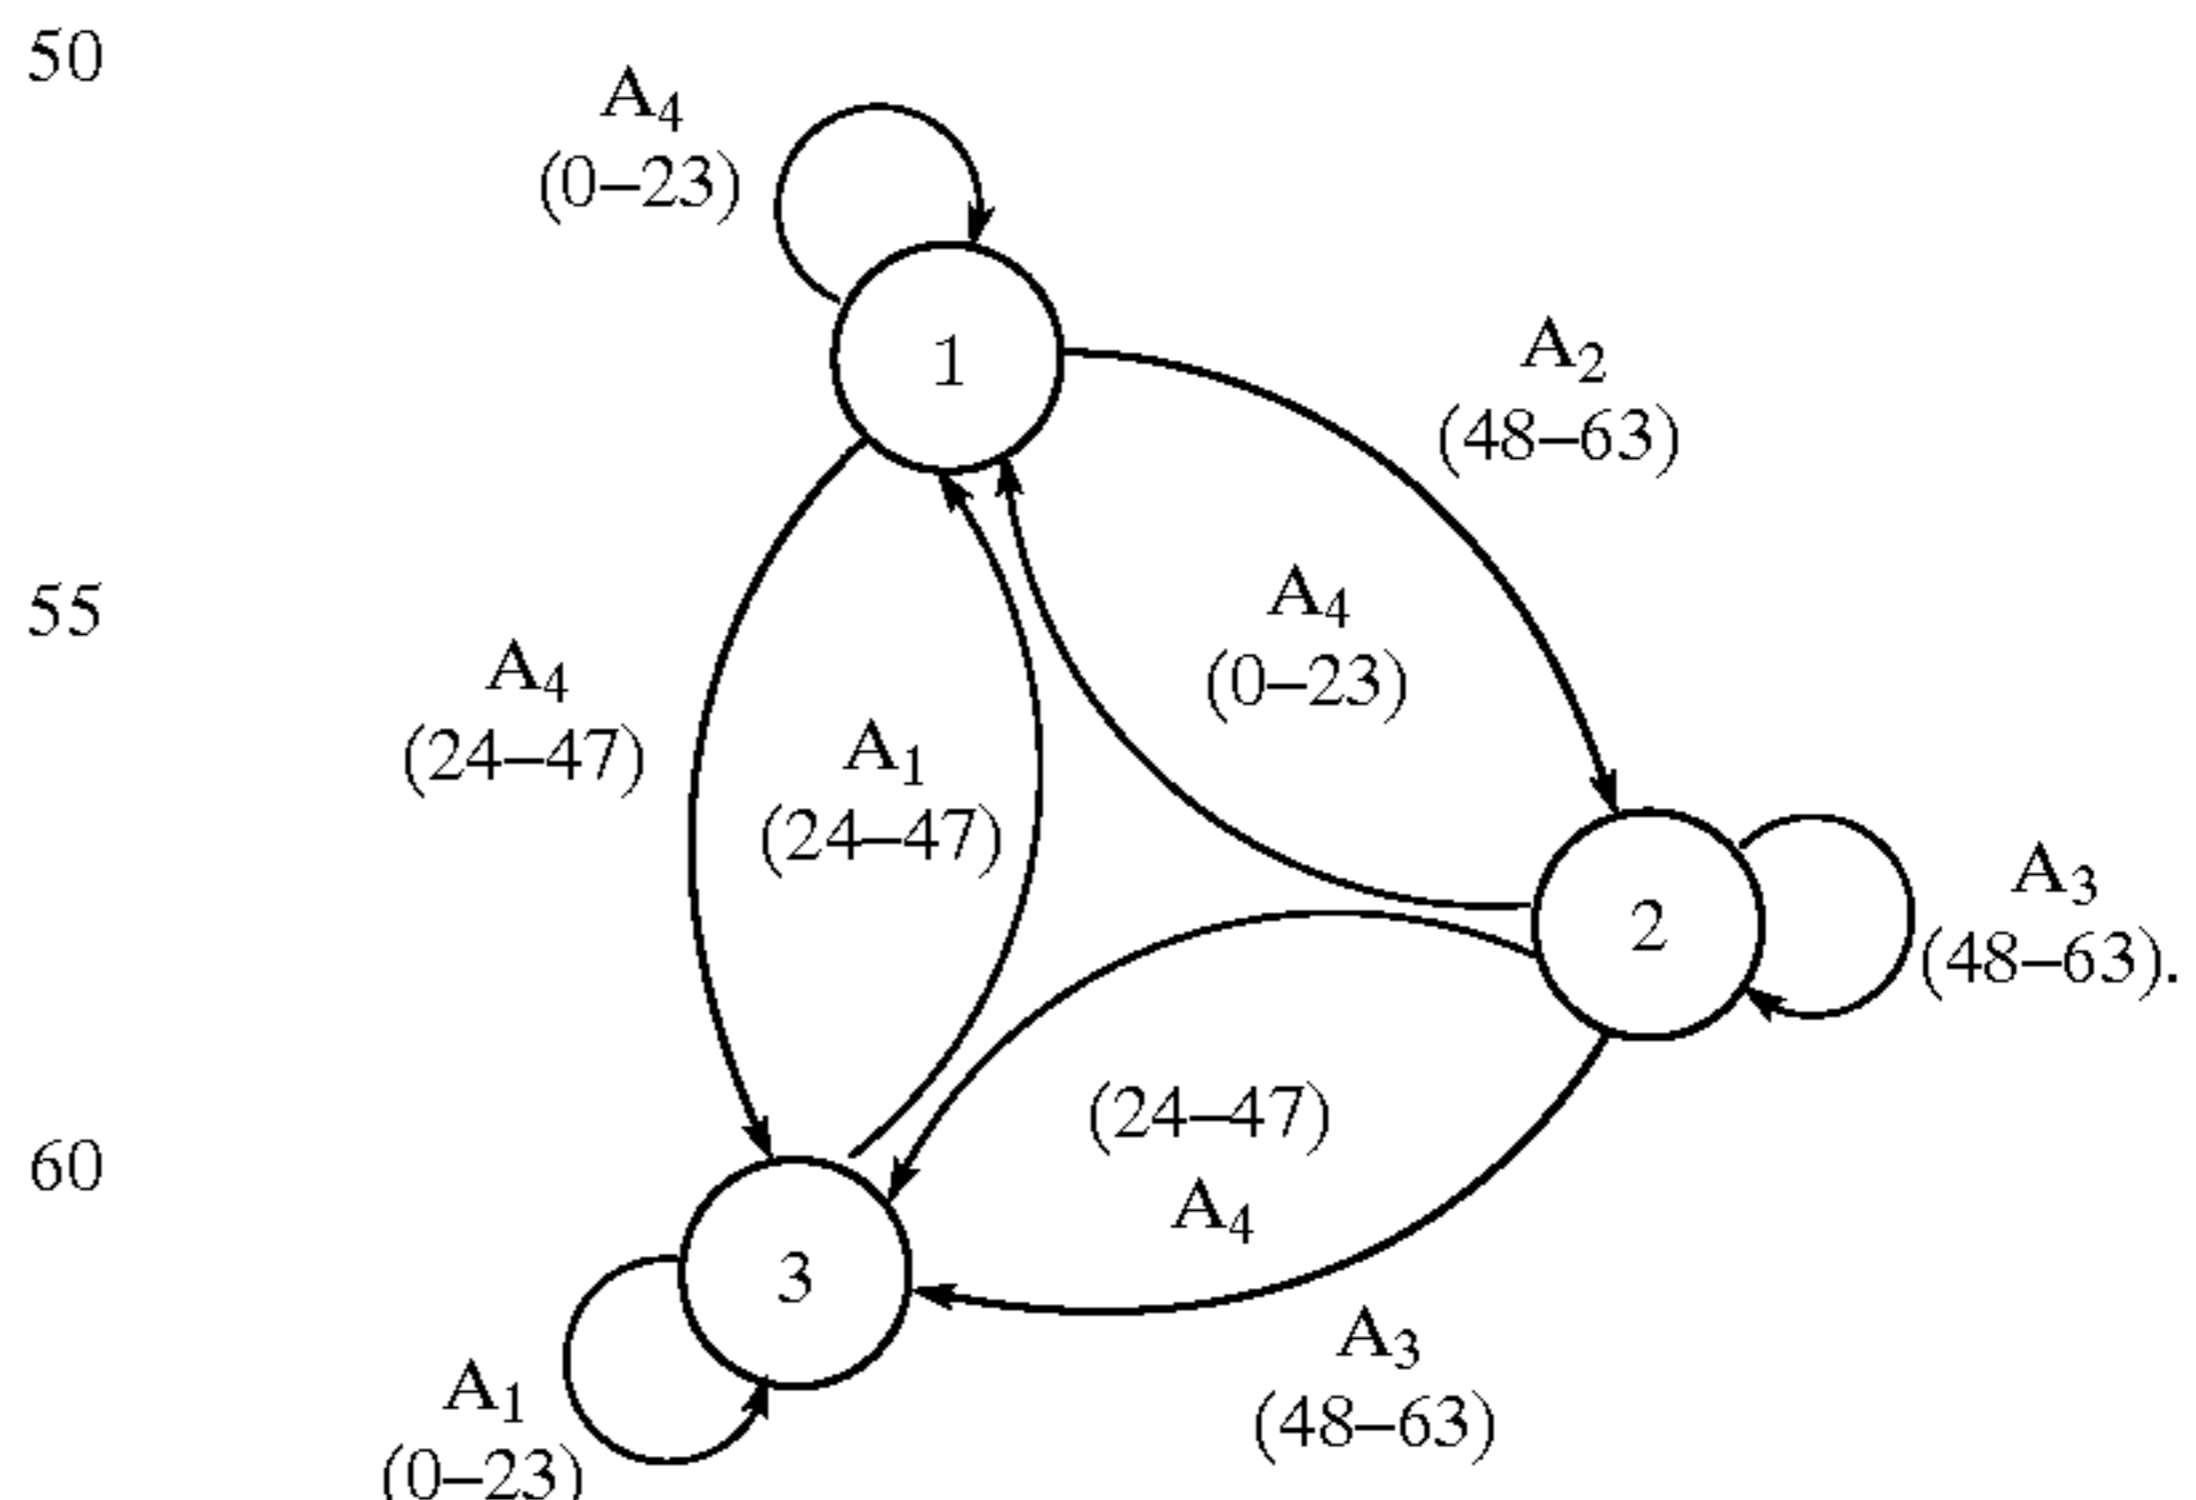 50
A4
(0–23)
1
A2
(48–63)
55
A4
(0–23)
A4
(24–47)
A1
(24–47)
2
A3
(48–63).
(24–47)
60
A4
3
A3
(48–63)
A1
(0–23)